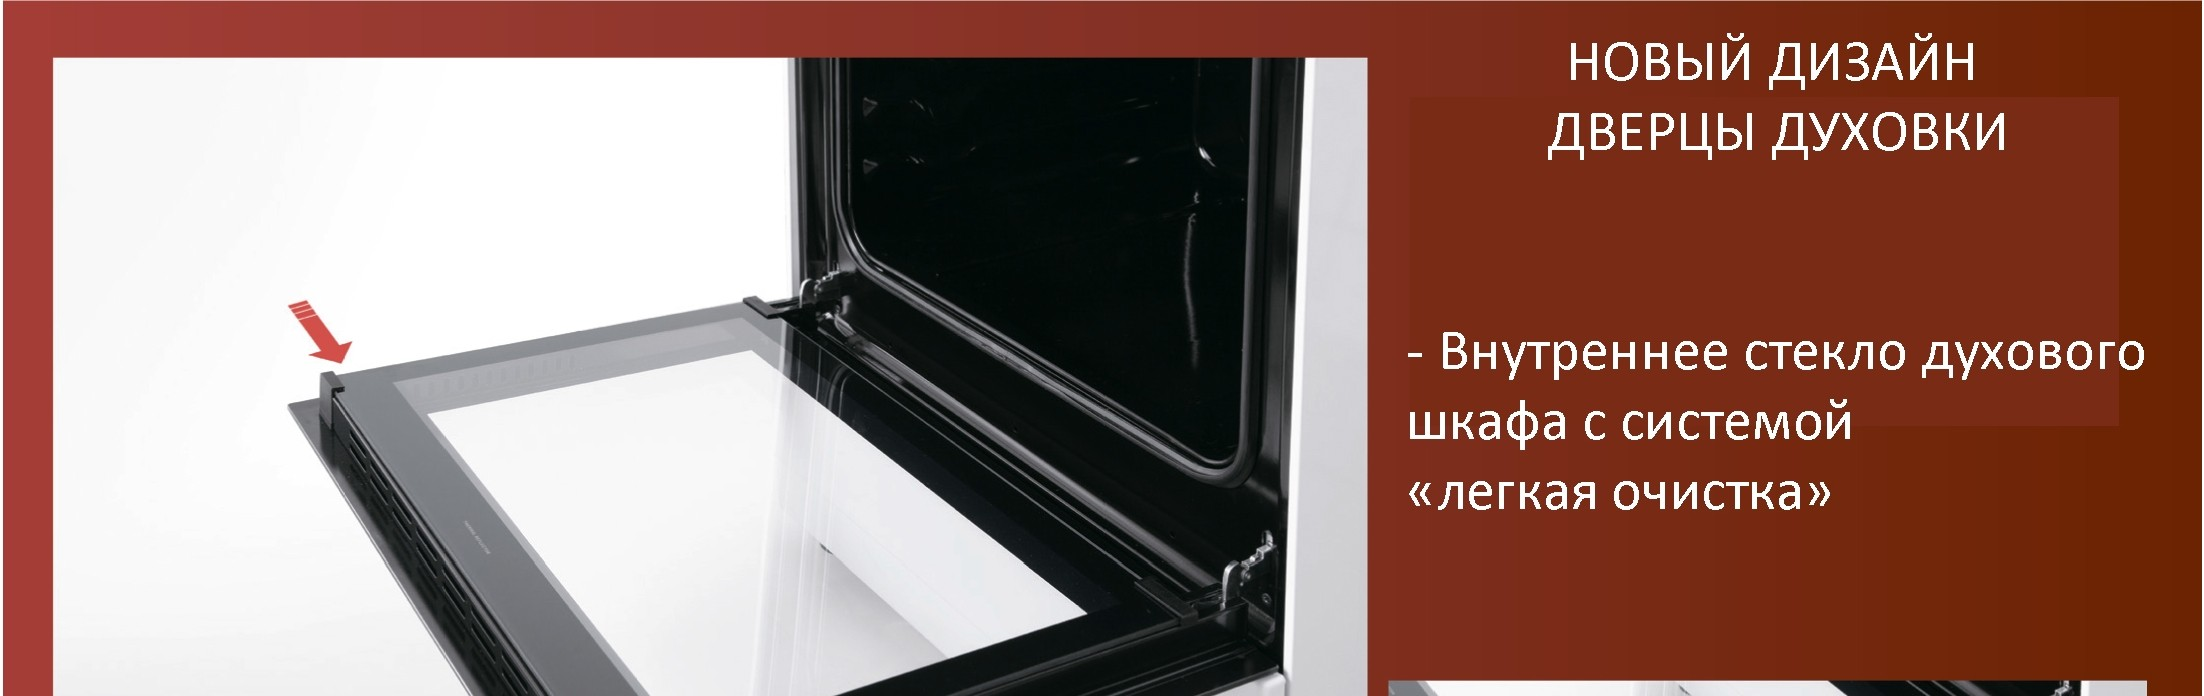 НОВЫЙ ДИЗАЙН
ДВЕРЦЫ ДУХОВКИ
- Внутреннее стекло духового
шкафа с системой
«легкая очистка»